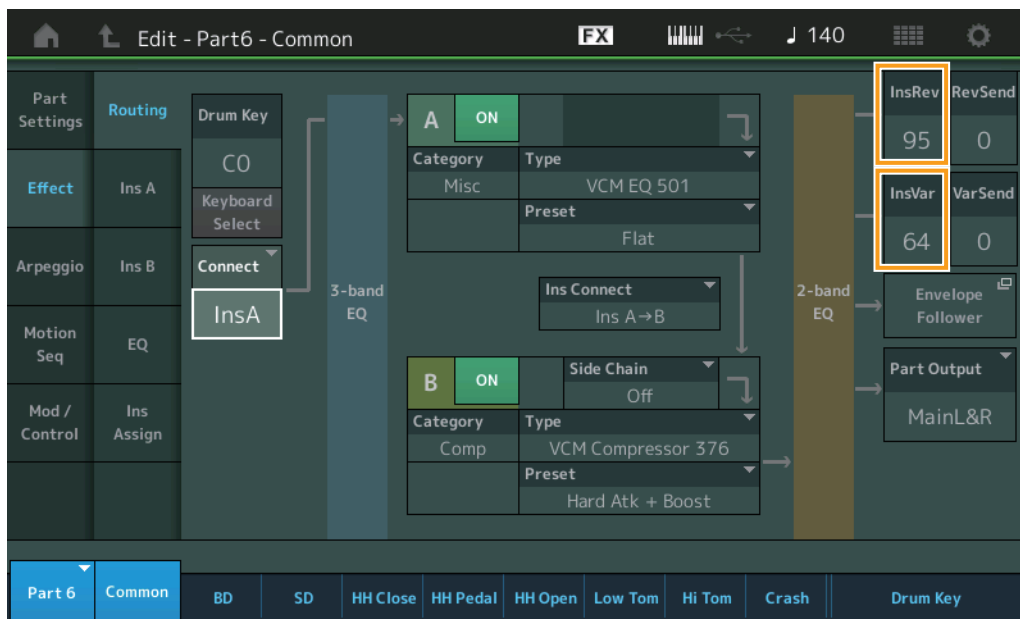 Edit - Part6 - Common
FX
♩ 140
Part
Settings
Effect
Arpeggio
Motion
Seq
Mod /
Control
Routing
Ins A
Ins B
EQ
Ins
Assign
Drum Key
C0
Keyboard
Select
Connect
InsA
3-band
EQ
A
ON
Category
Misc
Type
VCM EQ 501
Preset
Flat
Ins Connect
Ins A→B
B
ON
Side Chain
Off
Category
Comp
Type
VCM Compressor 376
Preset
Hard Atk + Boost
2-band
EQ
InsRev
95
RevSend
0
InsVar
64
VarSend
0
Envelope
Follower
Part Output
MainL&R
Part 6
Common
BD
SD
HH Close
HH Pedal
HH Open
Low Tom
Hi Tom
Crash
Drum Key